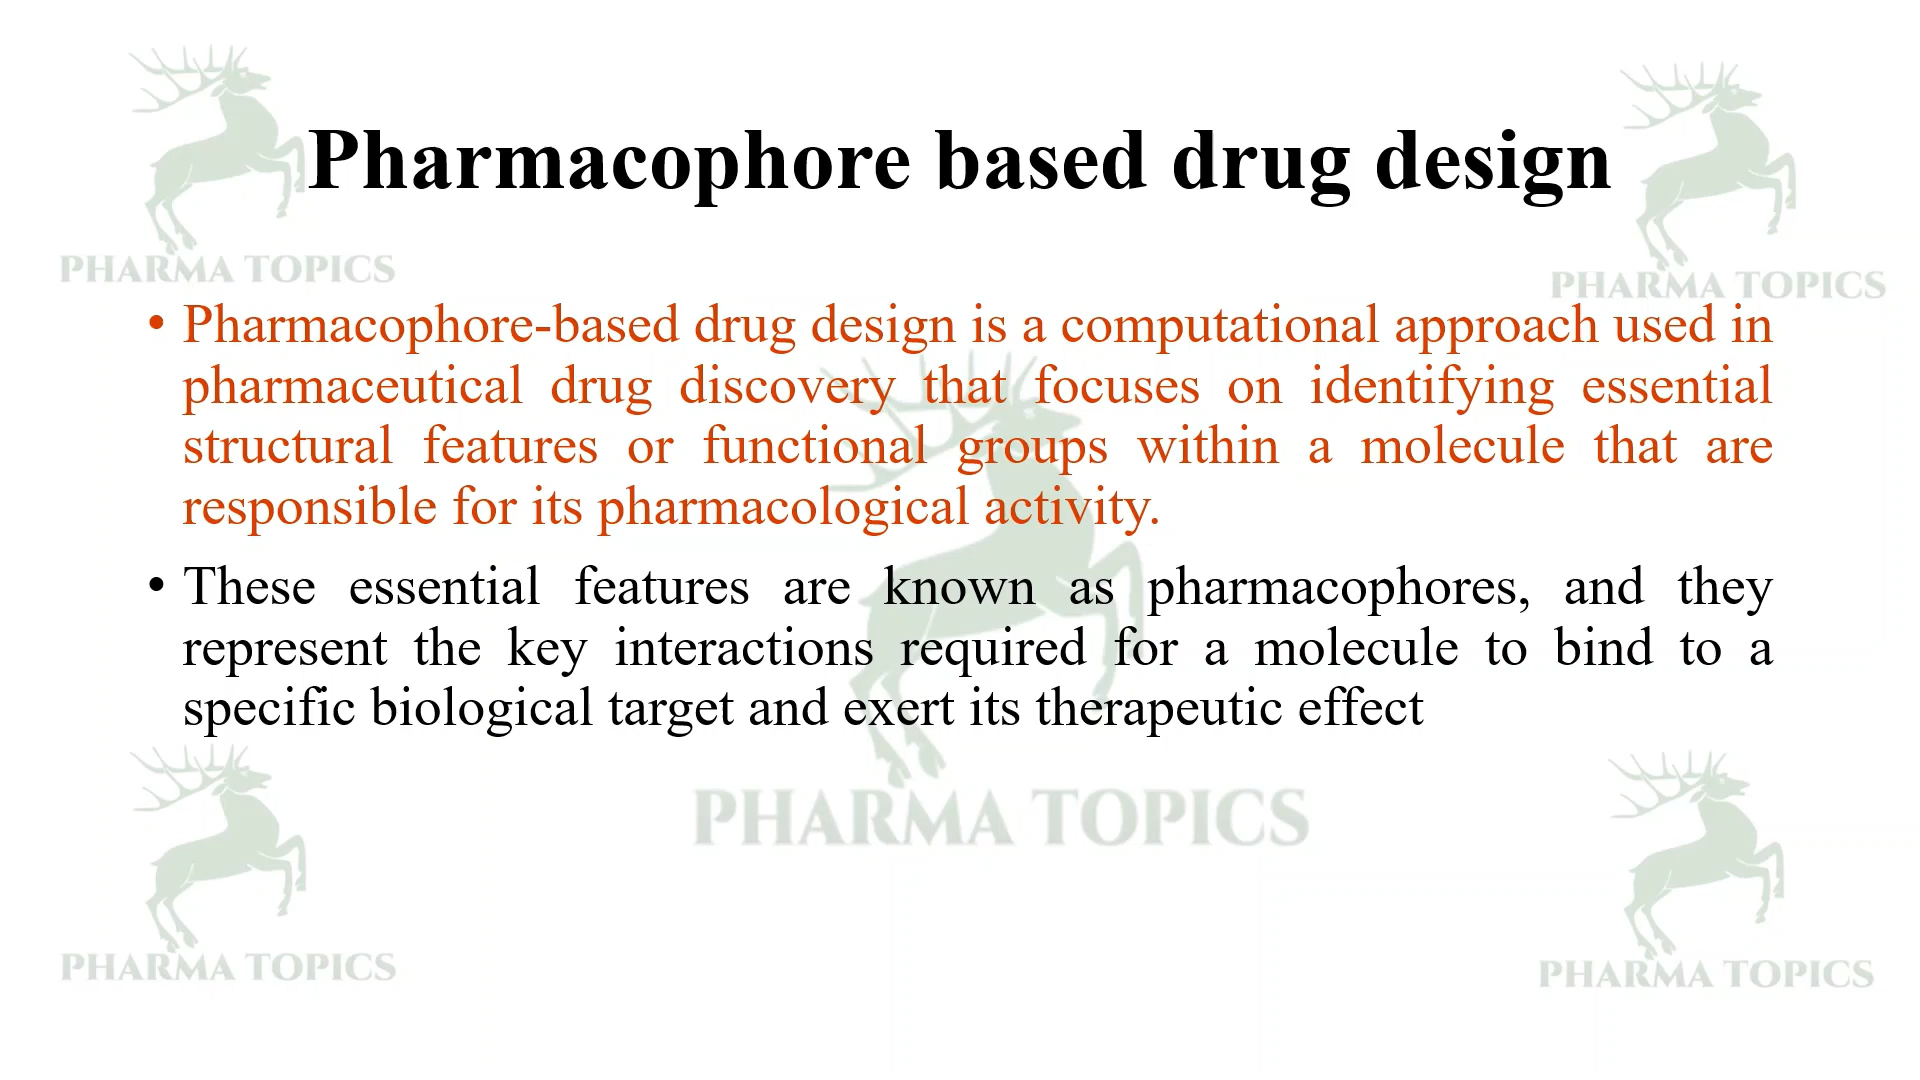 Pharmacophore based drug design
PHARMA TOPICS
PHARMA TOPICS
• Pharmacophore-based drug design is a computational approach used in
pharmaceutical drug discovery that focuses on identifying essential
structural features or functional groups within a molecule that are
responsible for its pharmacological activity.
• These essential features are known as pharmacophores, and they
represent the key interactions required for a molecule to bind to a
specific biological target and exert its therapeutic effect
PHARMA TOPICS
PHARMA TOPICS
PHARMA TOPICS